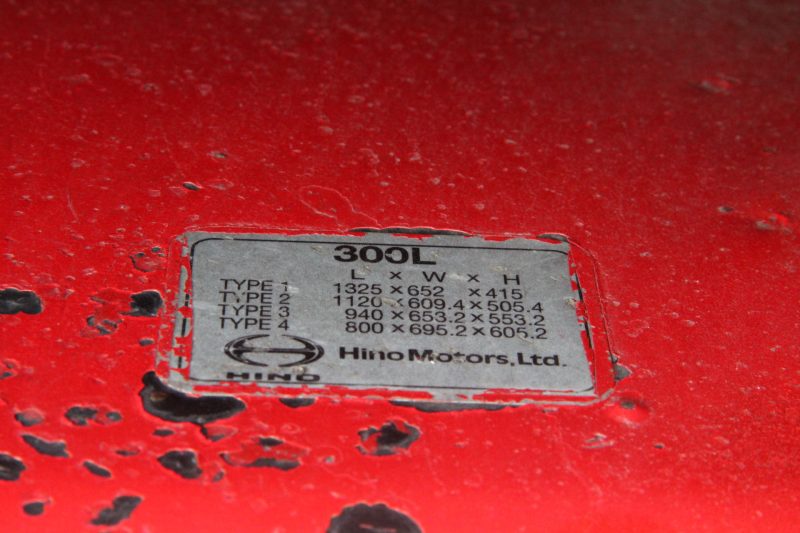 300L
L × W × H
TYPE 1 1325×652 ×415
TYPE 2 1120×609.4×505.4
TYPE 3 940×653.2×553.2
TYPE 4 800×695.2×605.2
HINO
Hino Motors, Ltd.